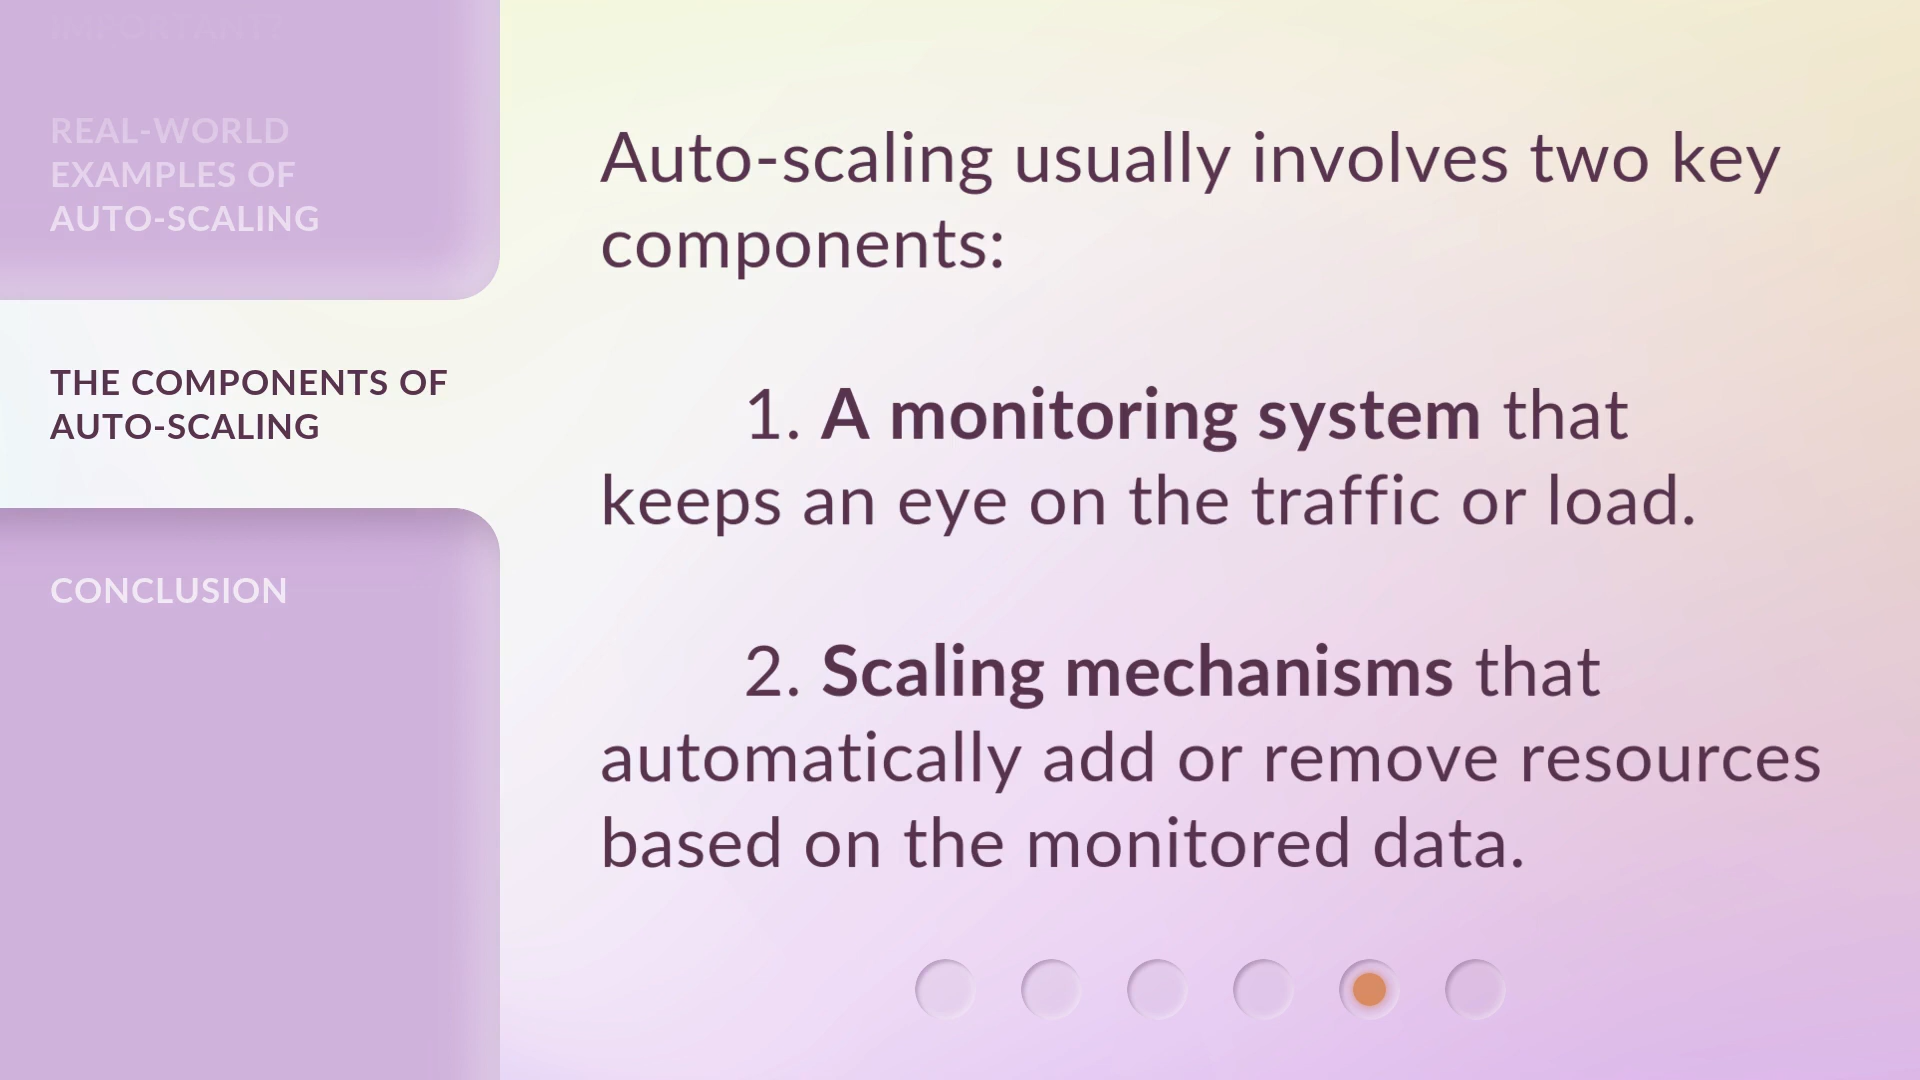 IMPORTANT?
REAL-WORLD
EXAMPLES OF
AUTO-SCALING
THE COMPONENTS OF
AUTO-SCALING
CONCLUSION
Auto-scaling usually involves two key
components:
1. A monitoring system that
keeps an eye on the traffic or load.
2. Scaling mechanisms that
automatically add or remove resources
based on the monitored data.